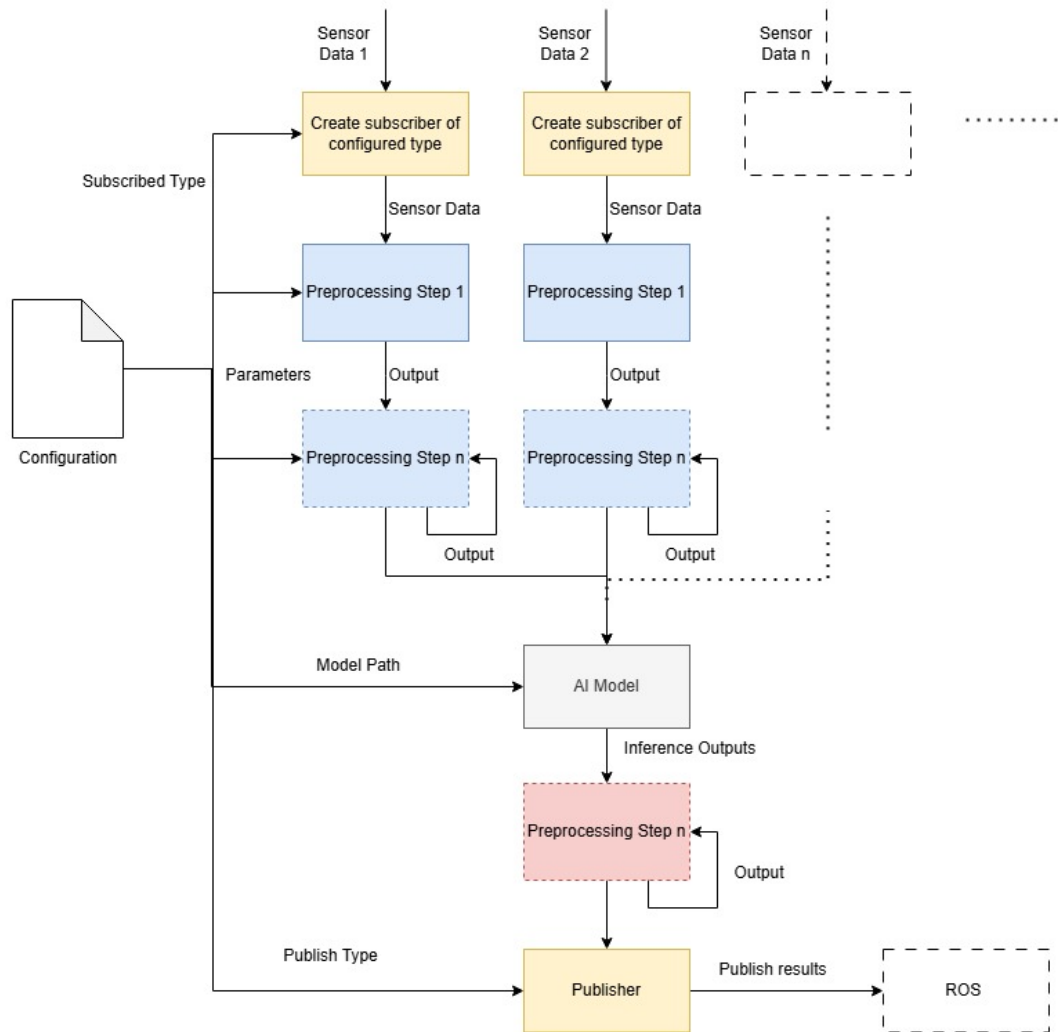 Sensor
Data 1
Sensor
Data 2
Sensor
Data n
Create subscriber of
configured type
Create subscriber of
configured type
Subscribed Type
Sensor Data
Sensor Data
Preprocessing Step 1
Preprocessing Step 1
Parameters
Output
Output
Configuration
Preprocessing Step n
Preprocessing Step n
Output
Output
Model Path
AI Model
Inference Outputs
Preprocessing Step n
Output
Publish Type
Publisher
Publish results
ROS